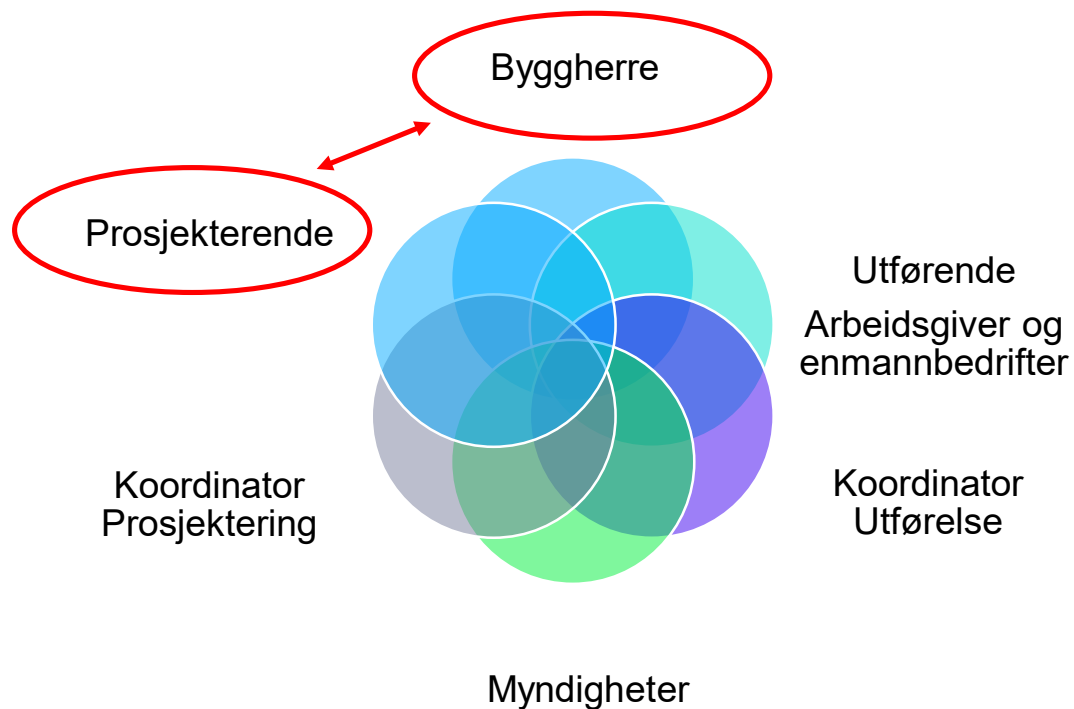 Byggherre
Prosjekterende
Utførende
Arbeidsgiver og
enmannbedrifter
Koordinator
Prosjektering
Koordinator
Utførelse
Myndigheter